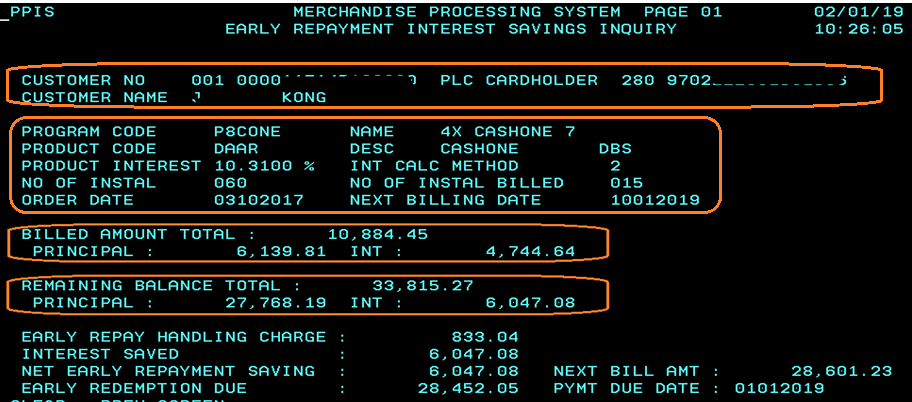 PPIS MERCHANDISE PROCESSING SYSTEM PAGE 01 02/01/19
EARLY REPAYMENT INTEREST SAVINGS INQUIRY 10:26:05
CUSTOMER NO 001 0000 PLC CARDHOLDER 280 9702
CUSTOMER NAME KONG
PROGRAM CODE P8CONE NAME 4X CASHONE 7
PRODUCT CODE DAAR DESC CASHONE DBS
PRODUCT INTEREST 10.3100 % INT CALC METHOD 2
NO OF INSTAL 060 NO OF INSTAL BILLED 015
ORDER DATE 03102017 NEXT BILLING DATE 10012019
BILLED AMOUNT TOTAL : 10,884.45
PRINCIPAL : 6,139.81 INT : 4,744.64
REMAINING BALANCE TOTAL : 33,815.27
PRINCIPAL : 27,768.19 INT : 6,047.08
EARLY REPAY HANDLING CHARGE : 833.04
INTEREST SAVED : 6,047.08
NET EARLY REPAYMENT SAVING : 6,047.08 NEXT BILL AMT : 28,601.23
EARLY REDEMPTION DUE : 28,452.05 PYMT DUE DATE : 01012019